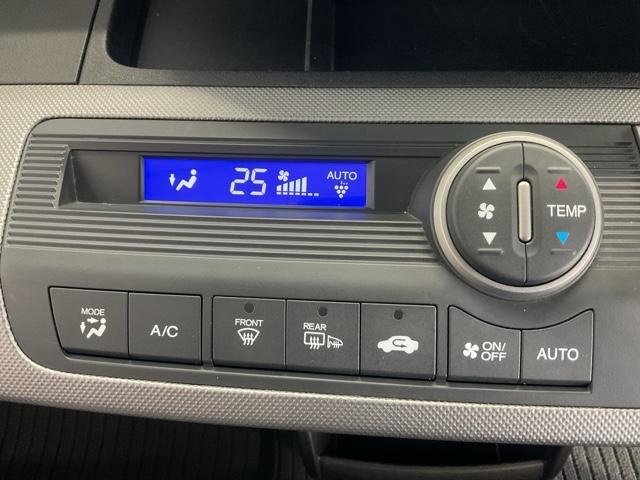 25 AUTO
TEMP
MODE
A/C
FRONT
REAR
ON/
OFF
AUTO